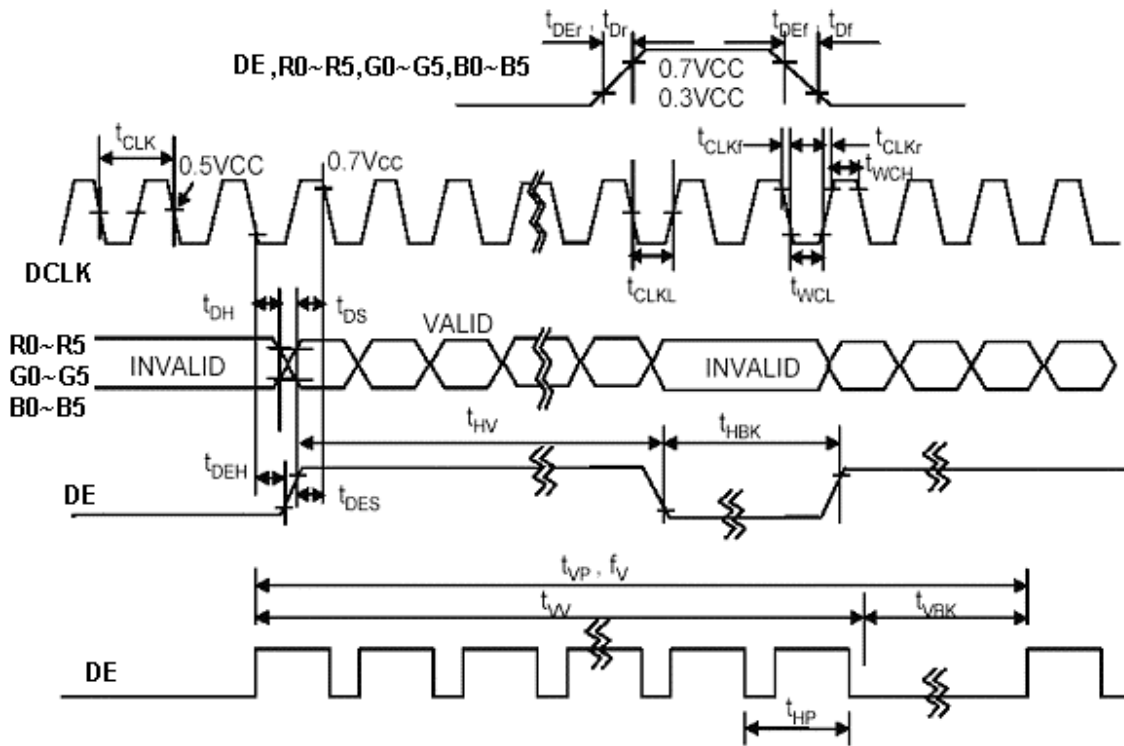 tDEr , tDr
tDEf , tDf
DE ,R0~R5,G0~G5,B0~B5
0.7VCC
0.3VCC
tCLK
0.5VCC
0.7Vcc
tCLKf
tCLKr
tWCH
DCLK
tCLKL
tWCL
tDH
tDS
VALID
R0~R5
G0~G5
B0~B5
INVALID
INVALID
tHV
tHBK
tDEH
DE
tDES
tVP , fV
tVV
tVBK
DE
tHP